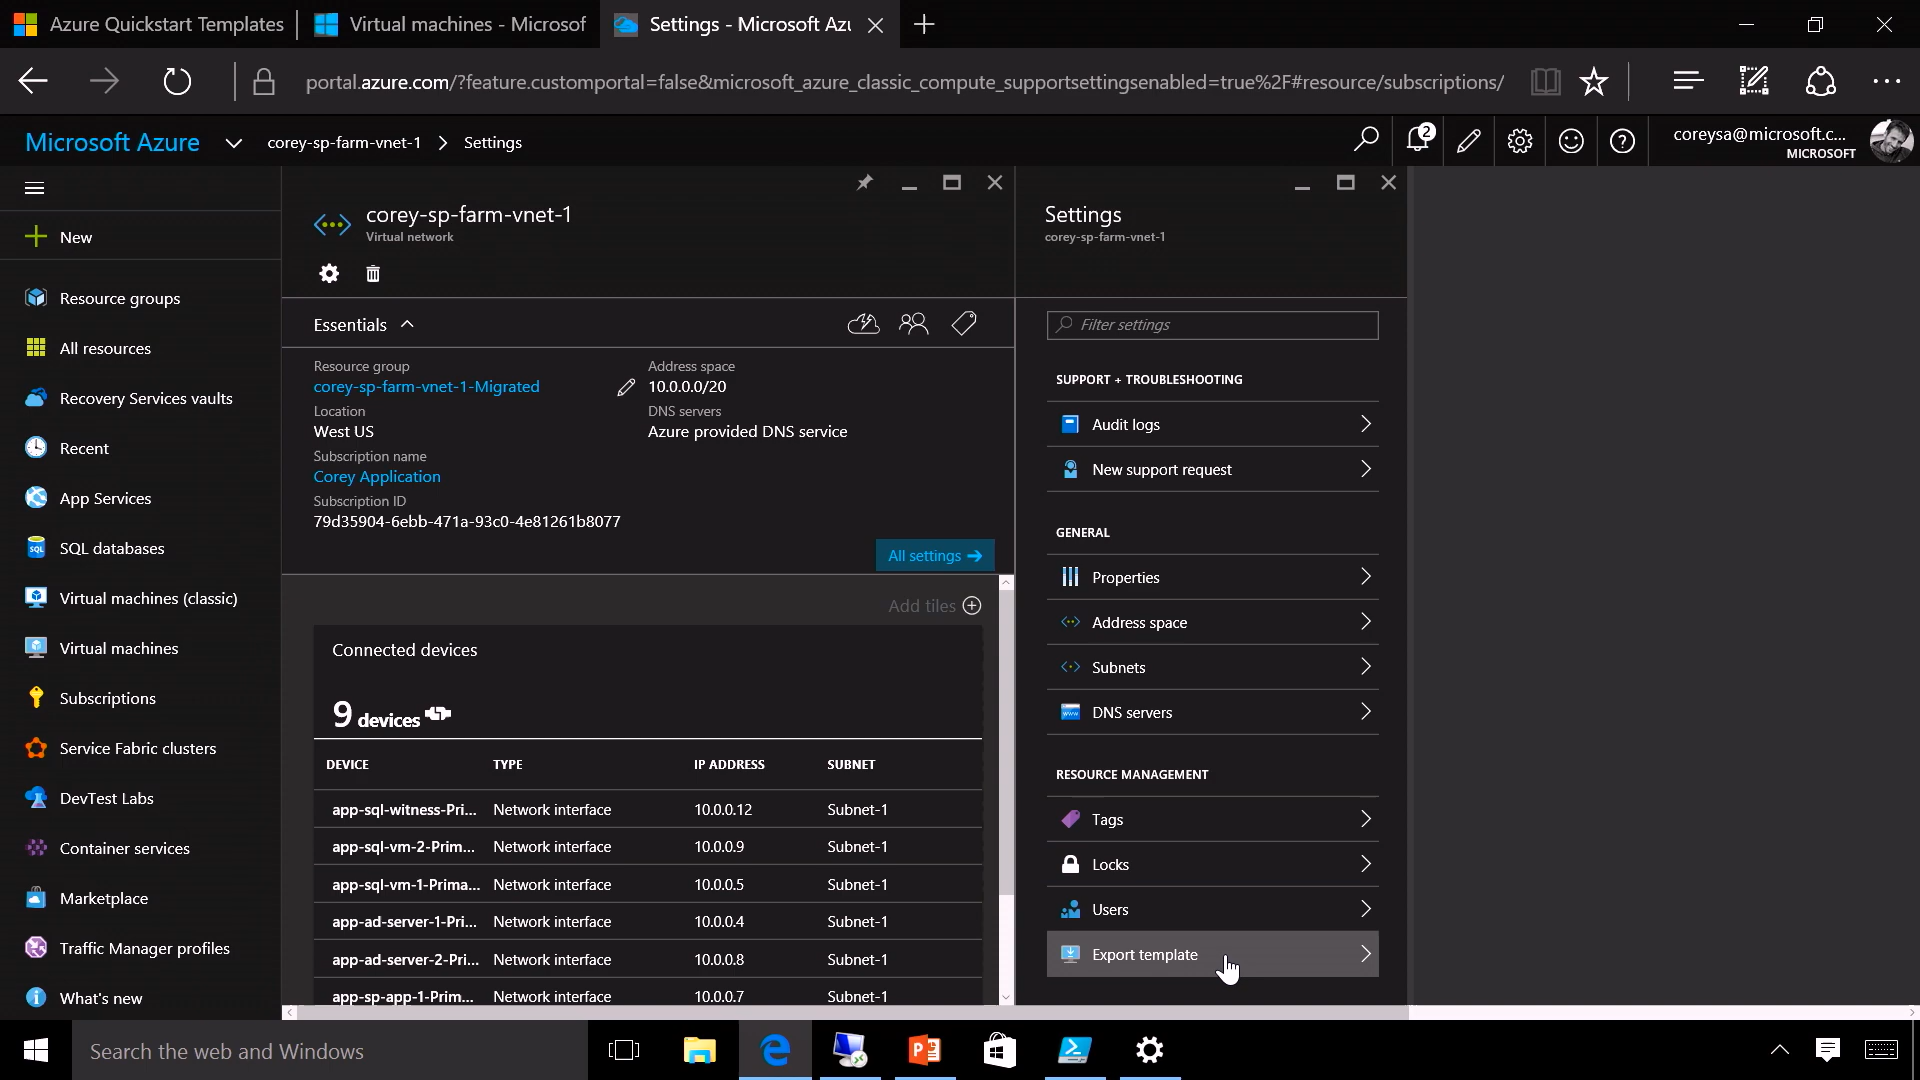 Azure Quickstart Templates
Virtual machines - Microsof
Settings - Microsoft Azu
portal.azure.com/?feature.customportal=false&microsoft_azure_classic_compute_supportsettingsenabled=true%2F#resource/subscriptions/
Microsoft Azure
corey-sp-farm-vnet-1
Settings
2
coreysa@microsoft.c...
MICROSOFT
New
Resource groups
All resources
Recovery Services vaults
Recent
App Services
SQL databases
Virtual machines (classic)
Virtual machines
Subscriptions
Service Fabric clusters
DevTest Labs
Container services
Marketplace
Traffic Manager profiles
What's new
corey-sp-farm-vnet-1
Virtual network
Essentials
Resource group
corey-sp-farm-vnet-1-Migrated
Location
West US
Subscription name
Corey Application
Subscription ID
79d35904-6ebb-471a-93c0-4e81261b8077
Address space
10.0.0.0/20
DNS servers
Azure provided DNS service
All settings
Add tiles
Connected devices
9 devices
DEVICE TYPE IP ADDRESS SUBNET
app-sql-witness-Pri... Network interface 10.0.0.12 Subnet-1
app-sql-vm-2-Prim... Network interface 10.0.0.9 Subnet-1
app-sql-vm-1-Prima... Network interface 10.0.0.5 Subnet-1
app-ad-server-1-Pri... Network interface 10.0.0.4 Subnet-1
app-ad-server-2-Pri... Network interface 10.0.0.8 Subnet-1
app-sp-app-1-Prim... Network interface 10.0.0.7 Subnet-1
Settings
corey-sp-farm-vnet-1
Filter settings
SUPPORT + TROUBLESHOOTING
Audit logs
New support request
GENERAL
Properties
Address space
Subnets
DNS servers
RESOURCE MANAGEMENT
Tags
Locks
Users
Export template
Search the web and Windows